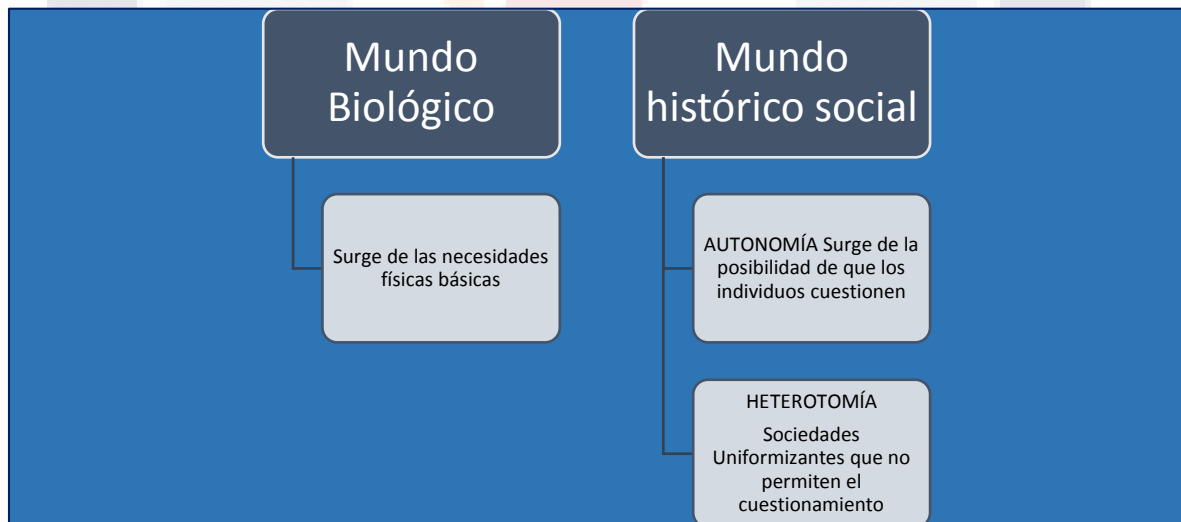 Mundo
Biológico
Surge de las necesidades
físicas básicas
Mundo
histórico social
AUTONOMÍA Surge de la
posibilidad de que los
individuos cuestionen
HETEROTOMÍA
Sociedades
Uniformizantes que no
permiten el
cuestionamiento